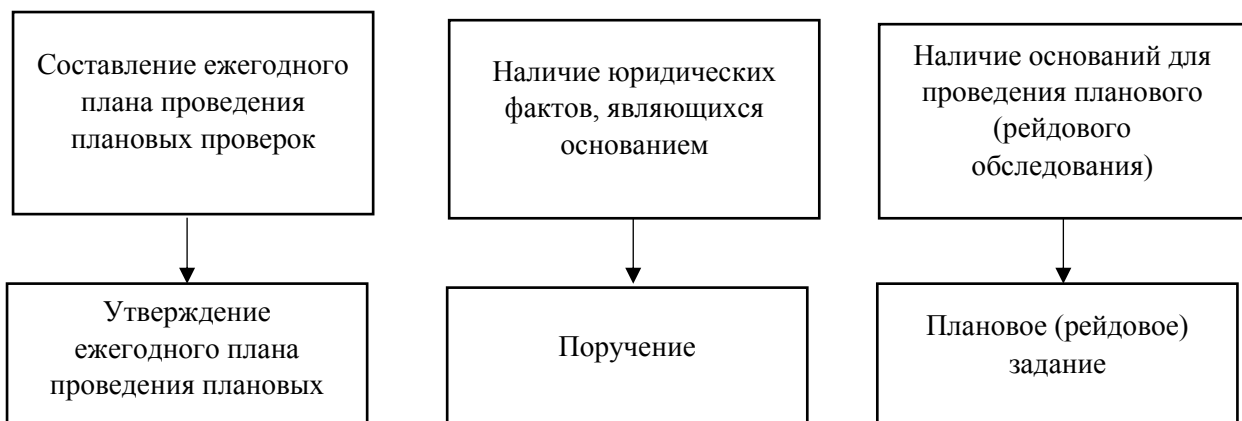 Составление ежегодного
плана проведения
плановых проверок
Наличие юридических
фактов, являющихся
основанием
Наличие оснований для
проведения планового
(рейдового
обследования)
Утверждение
ежегодного плана
проведения плановых
Поручение
Плановое (рейдовое)
задание